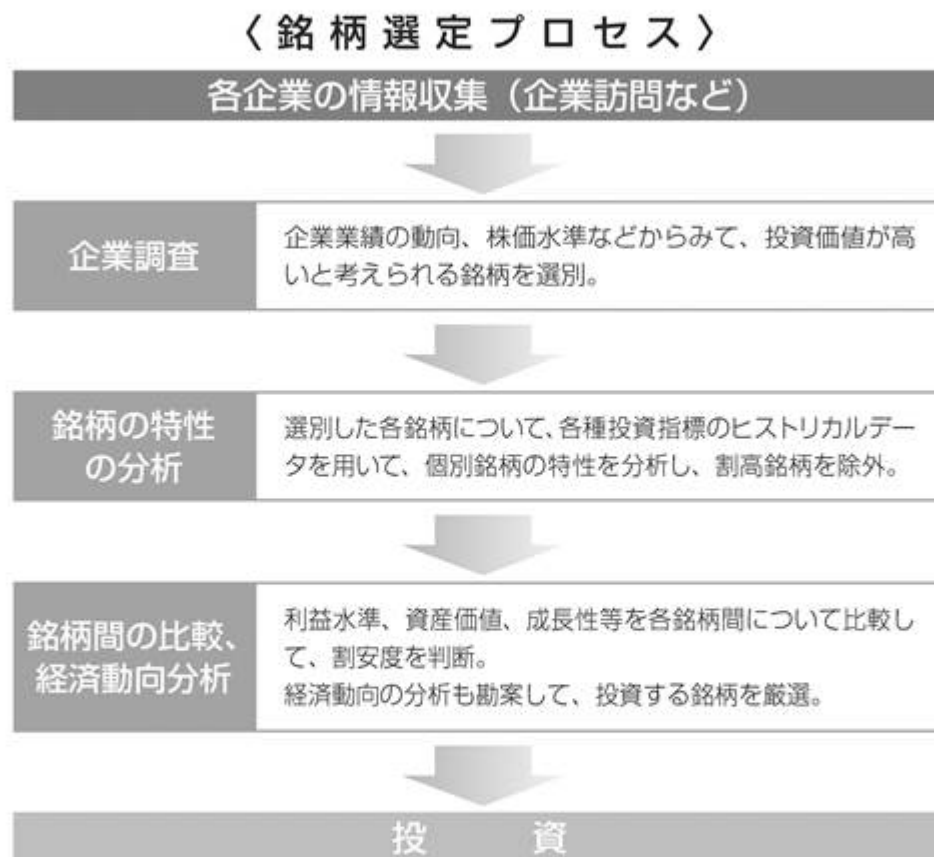 〈銘柄選定プロセス〉
各企業の情報収集（企業訪問など）
企業調査
企業業績の動向、株価水準などからみて、投資価値が高
いと考えられる銘柄を選別。
銘柄の特性
の分析
選別した各銘柄について、各種投資指標のヒストリカルデー
タを用いて、個別銘柄の特性を分析し、割高銘柄を除外。
銘柄間の比較、
経済動向分析
利益水準、資産価値、成長性等を各銘柄間について比較し
て、割安度を判断。
経済動向の分析も勘案して、投資する銘柄を厳選。
投　資